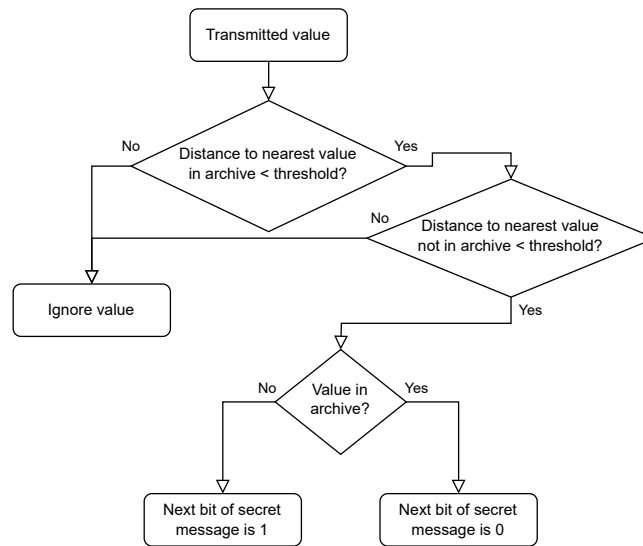 Transmitted value
No
Distance to nearest value
in archive < threshold?
Yes
No
Distance to nearest value
not in archive < threshold?
Ignore value
Yes
No
Value in
archive?
Yes
Next bit of secret
message is 1
Next bit of secret
message is 0